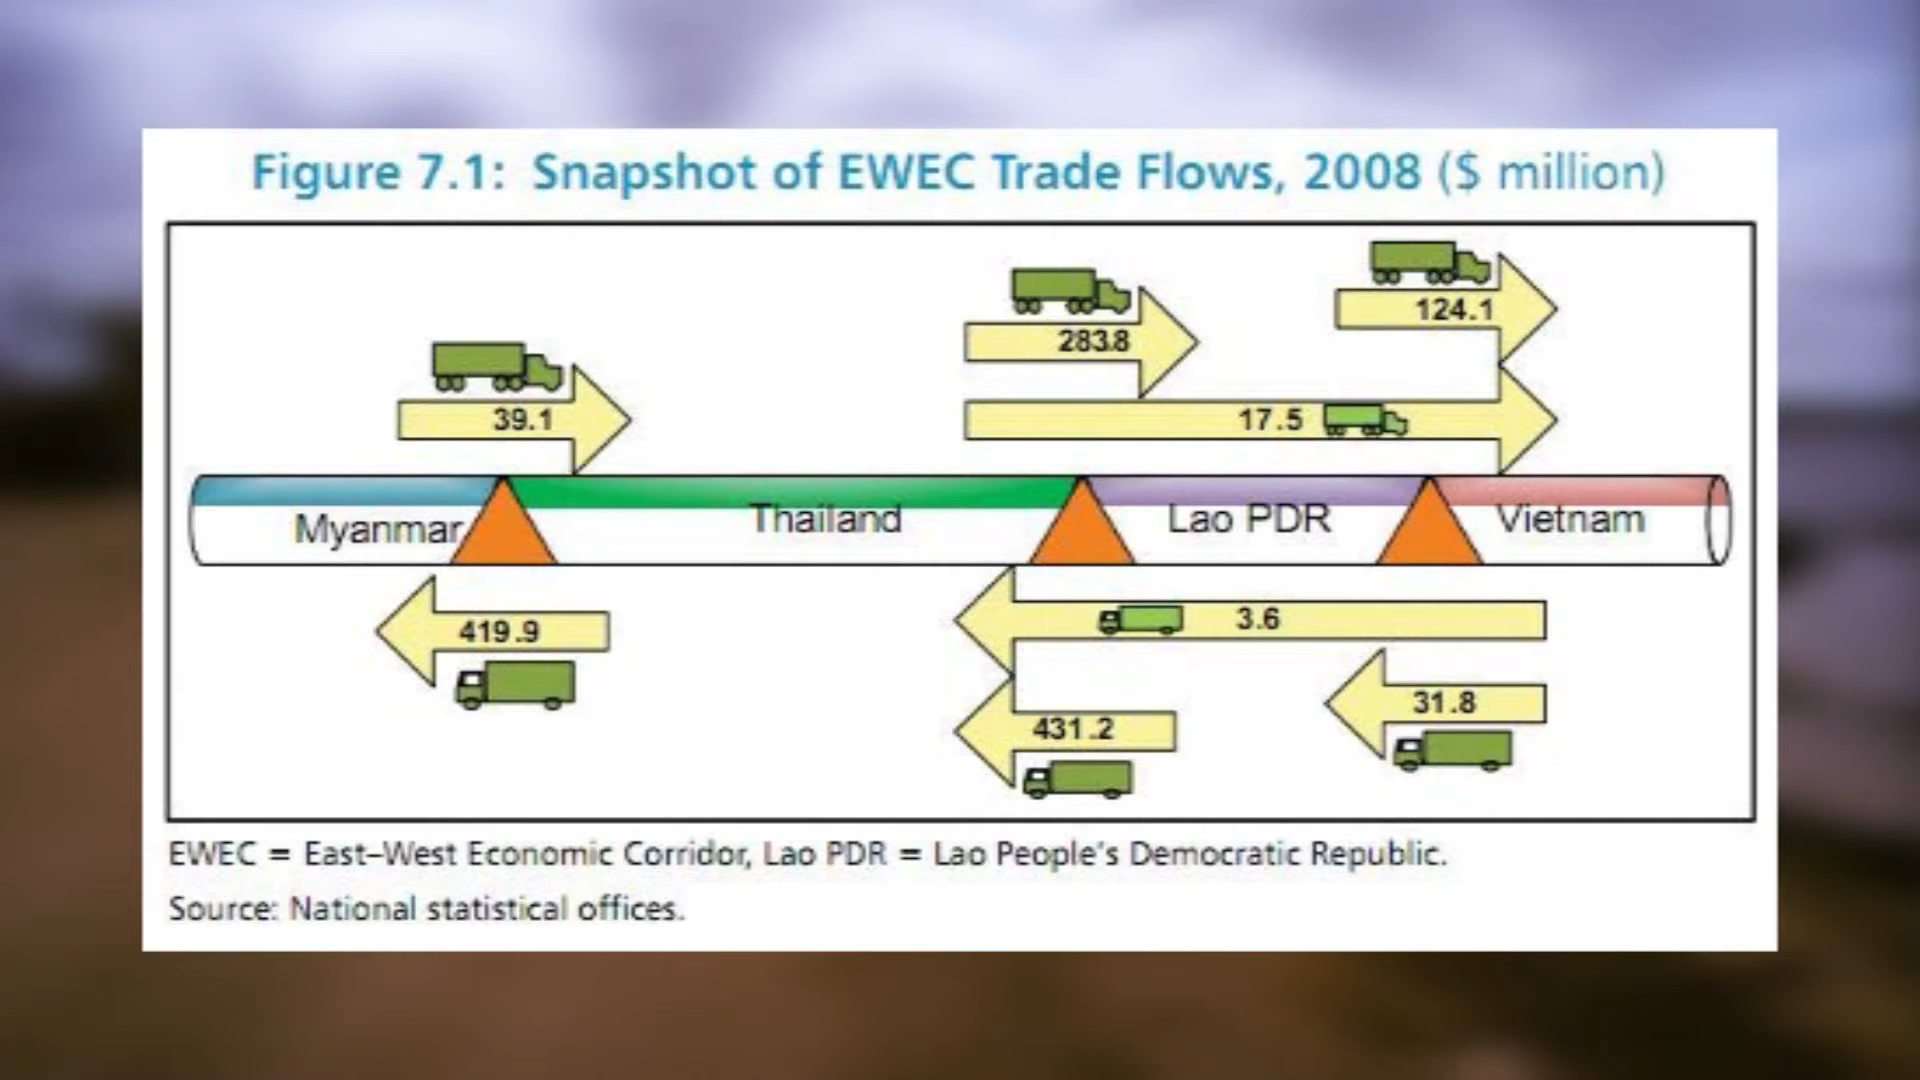 Figure 7.1: Snapshot of EWEC Trade Flows, 2008 ($ million)
124.1
283.8
39.1
17.5
Myanmar
Thailand
Lao PDR
Vietnam
419.9
3.6
31.8
431.2
EWEC = East–West Economic Corridor, Lao PDR = Lao People's Democratic Republic.
Source: National statistical offices.